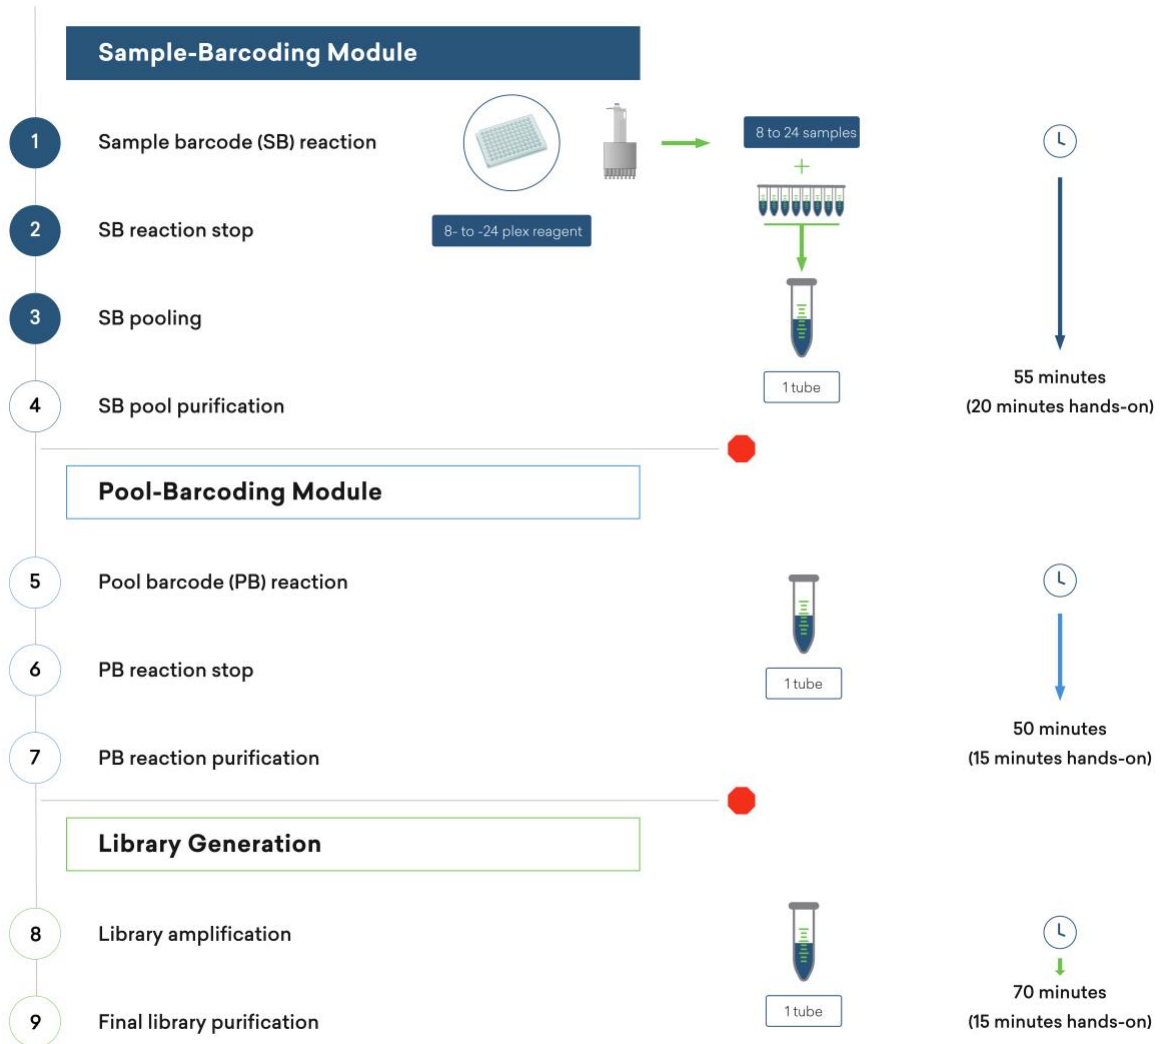 Sample-Barcoding Module
1
Sample barcode (SB) reaction
8 to 24 samples
+
2
SB reaction stop
8- to -24 plex reagent
3
SB pooling
1 tube
55 minutes
(20 minutes hands-on)
4
SB pool purification
Pool-Barcoding Module
5
Pool barcode (PB) reaction
6
PB reaction stop
1 tube
50 minutes
(15 minutes hands-on)
7
PB reaction purification
Library Generation
8
Library amplification
1 tube
70 minutes
(15 minutes hands-on)
9
Final library purification